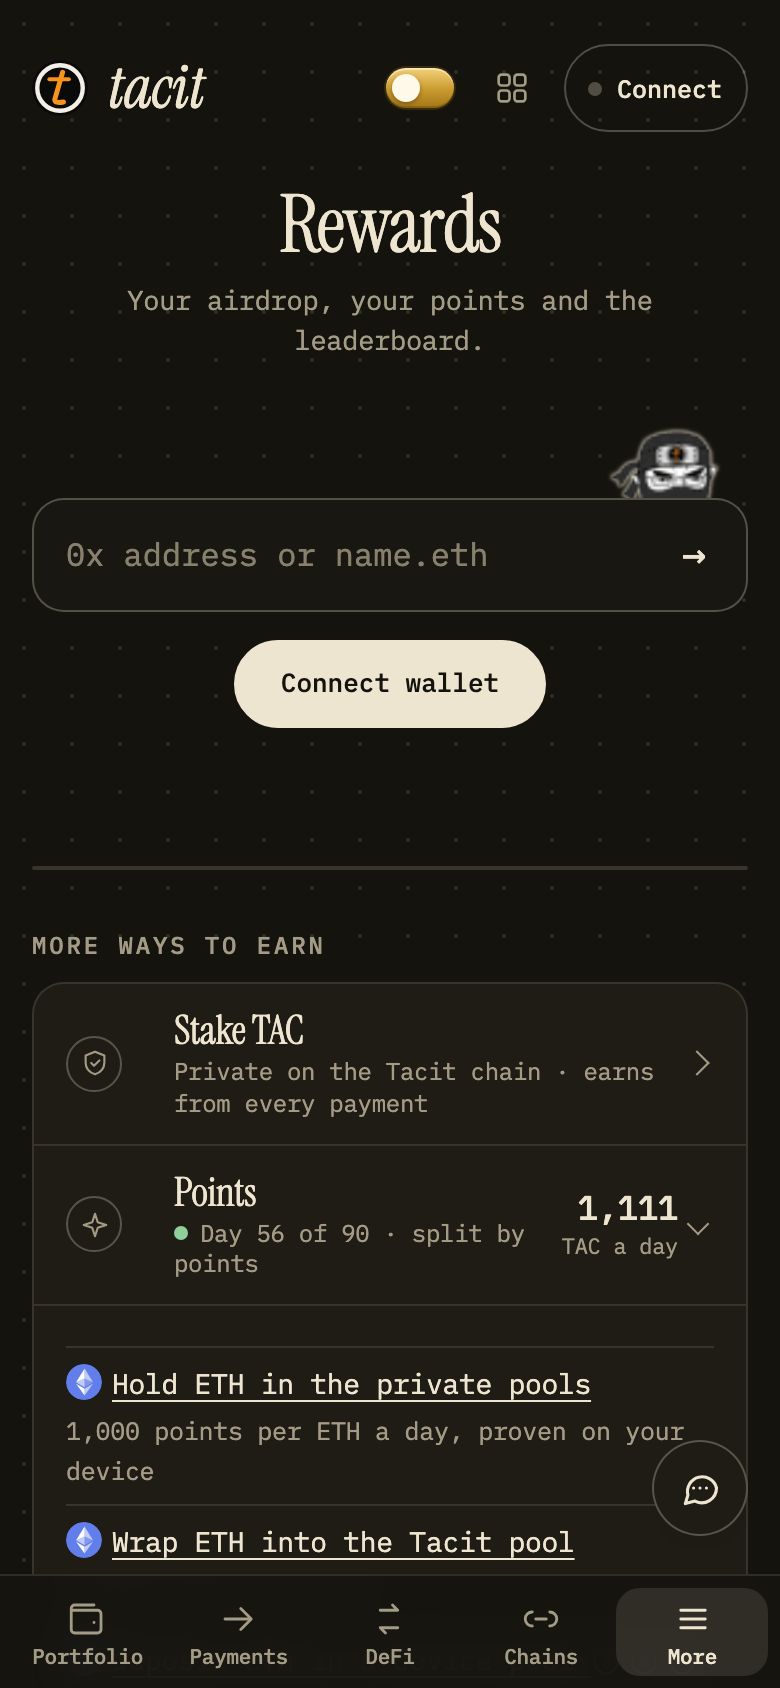 tacit
Connect
Rewards
Your airdrop, your points and the
leaderboard.
0x address or name.eth →
Connect wallet
MORE WAYS TO EARN
Stake TAC
Private on the Tacit chain · earns
from every payment
Points
Day 56 of 90 · split by
points
1,111
TAC a day
Hold ETH in the private pools
1,000 points per ETH a day, proven on your
device
Wrap ETH into the Tacit pool
Portfolio
Payments
DeFi
Chains
More